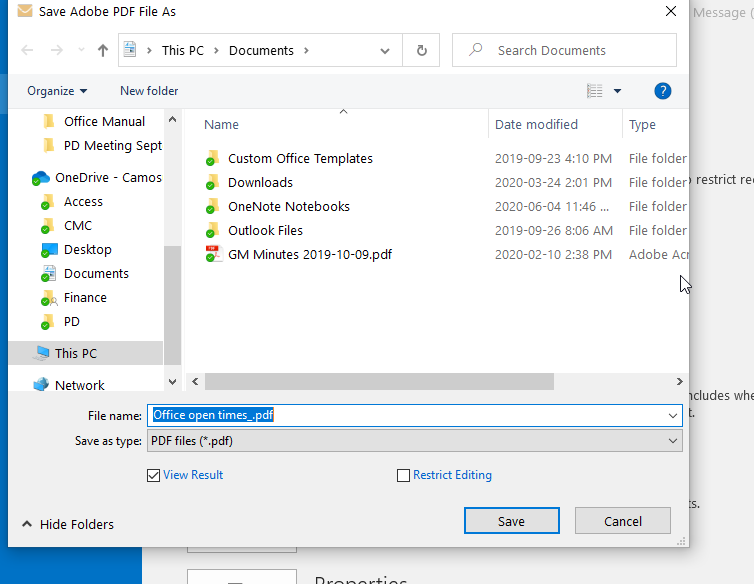 Save Adobe PDF File As
Message (
This PC > Documents >
Search Documents
Organize New folder
Name Date modified Type
Office Manual
PD Meeting Sept
OneDrive - Camos
Access
CMC
Desktop
Documents
Finance
PD
This PC
Network
Custom Office Templates 2019-09-23 4:10 PM File folder
Downloads 2020-03-24 2:01 PM File folder
OneNote Notebooks 2020-06-04 11:46 ... File folder
Outlook Files 2019-09-26 8:06 AM File folder
GM Minutes 2019-10-09.pdf 2020-02-10 2:38 PM Adobe Acr
restrict rec
File name: Office open times_.pdf
Save as type: PDF files (*.pdf)
View Result Restrict Editing
Hide Folders Save Cancel
Properties